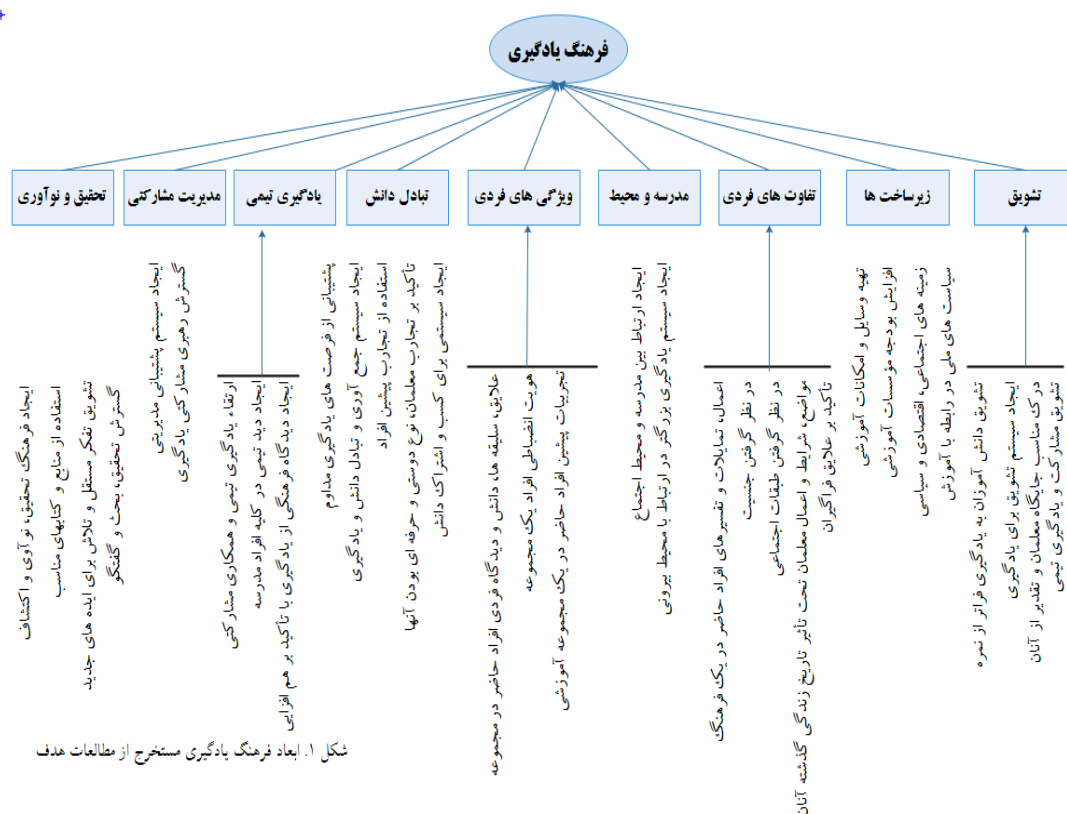 فرهنگ یادگیری
تشویق
زیرساخت ها
تفاوت های فردی
مدرسه و محیط
ویژگی های فردی
تبادل دانش
یادگیری تیمی
مدیریت مشارکتی
تحقیق و نوآوری
تشویق دانش آموزان به یادگیری فراتر از نمره
ایجاد سیستم تشویق برای یادگیری
درک مناسب جایگاه معلمان و تقدیر از آنان
تشویق مشارکت و یادگیری تیمی
تهیه وسایل و امکانات آموزشی
افزایش بودجه مؤسسات آموزشی
زمینه های اجتماعی، اقتصادی و سیاسی
سیاست های ملی در رابطه با آموزش
اعمال، تمایلات و تفسیرهای افراد حاضر در یک فرهنگ
در نظر گرفتن جنسیت
در نظر گرفتن طبقات اجتماعی
مواضع، شرایط و اعمال معلمان تحت تأثیر تاریخ زندگی گذشته آنان
تأکید بر علایق فراگیران
ایجاد ارتباط بین مدرسه و محیط اجتماع
ایجاد سیستم یادگیری بزرگتر در ارتباط با محیط بیرونی
علایق، سلیقه ها، دانش و دیدگاه فردی افراد حاضر در مجموعه
هویت انضباطی افراد یک مجموعه
تجربیات پیشین افراد حاضر در یک مجموعه آموزشی
پشتیبانی از فرصت های یادگیری مداوم
ایجاد سیستم جمع آوری و تبادل دانش و یادگیری
استفاده از تجارب پیشین افراد
تأکید بر تجارب معلمان، نوع دوستی و حرفه ای بودن آنها
ایجاد سیستمی برای کسب و اشتراک دانش
ارتقاء یادگیری تیمی و همکاری مشارکتی
ایجاد دید تیمی در کلیه افراد مدرسه
ایجاد دیدگاه فرهنگی از یادگیری با تأکید بر هم افزایی
ایجاد سیستم پشتیبانی مدیریتی
گسترش رهبری مشارکتی یادگیری
ایجاد فرهنگ تحقیق، نو آوی و اکتشاف
استفاده از منابع و کتابهای مناسب
تشویق تفکر مستقل و تلاش برای ایده های جدید
گسترش تحقیق، بحث و گفتگو
شکل ۱. ابعاد فرهنگ یادگیری مستخرج از مطالعات هدف